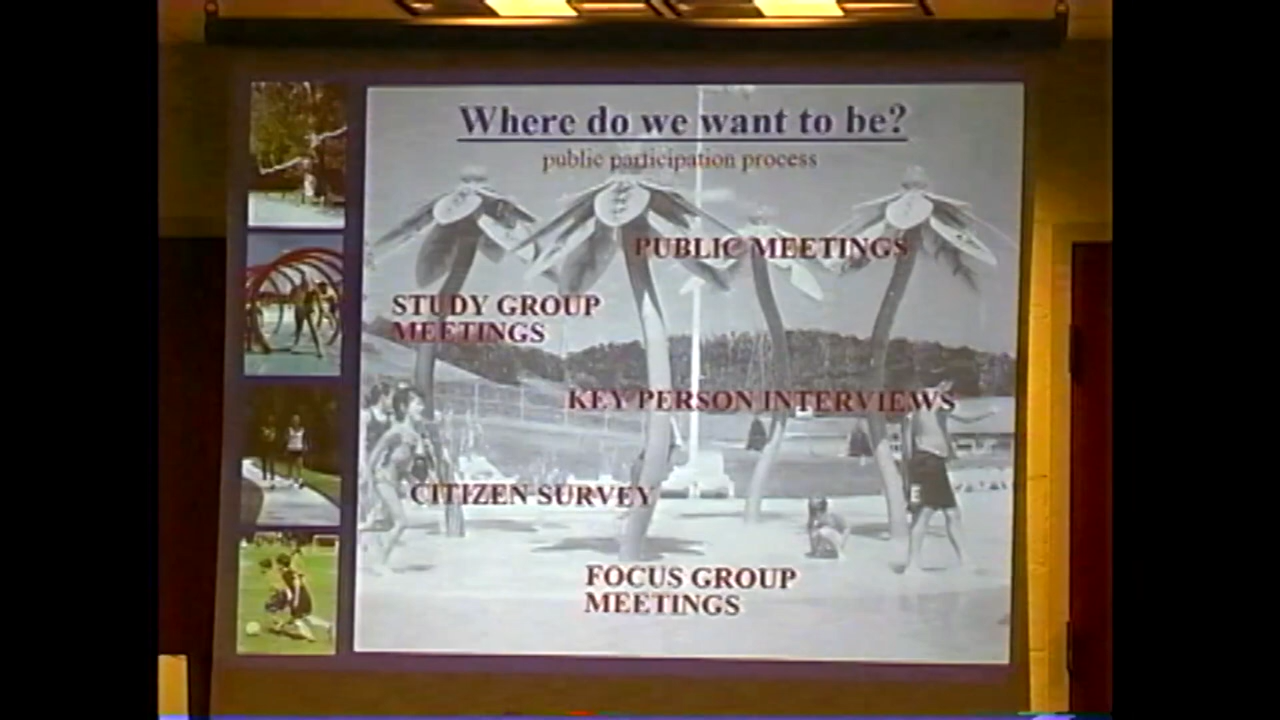 Where do we want to be?
public participation process
PUBLIC MEETINGS
STUDY GROUP
MEETINGS
KEY PERSON INTERVIEWS
CITIZEN SURVEY
FOCUS GROUP
MEETINGS